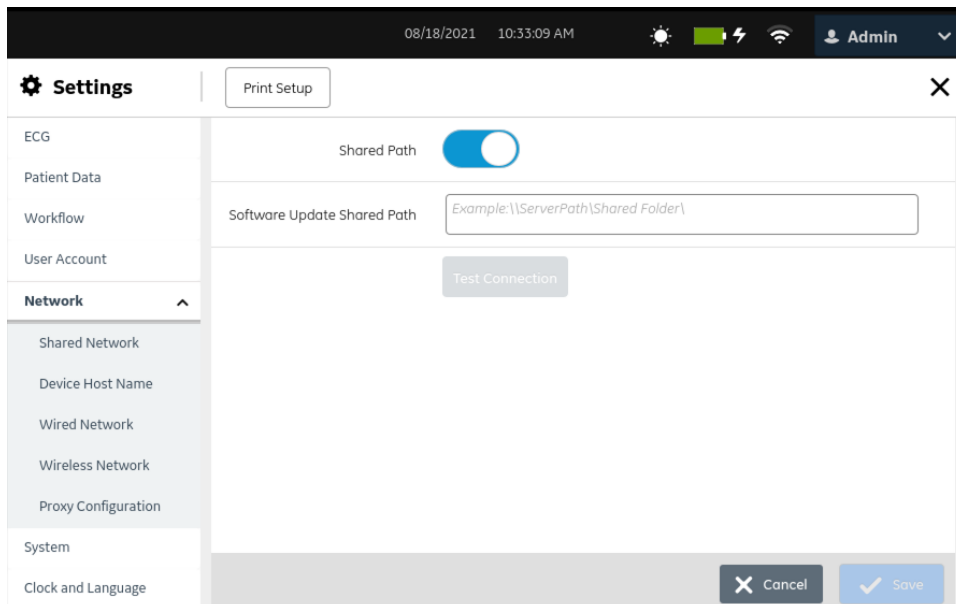 08/18/2021 10:33:09 AM Admin
Settings
Print Setup
ECG
Patient Data
Workflow
User Account
Network
Shared Network
Device Host Name
Wired Network
Wireless Network
Proxy Configuration
System
Clock and Language
Shared Path
Software Update Shared Path
Example:\\ServerPath\Shared Folder\
Test Connection
Cancel
Save